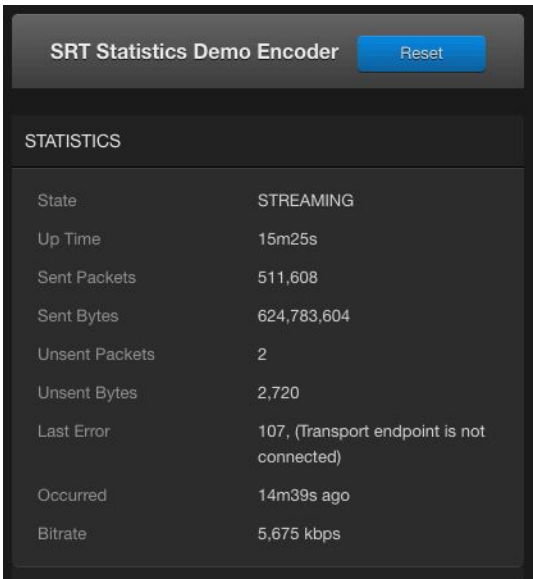 SRT Statistics Demo Encoder Reset
STATISTICS
State STREAMING
Up Time 15m25s
Sent Packets 511,608
Sent Bytes 624,783,604
Unsent Packets 2
Unsent Bytes 2,720
Last Error 107, (Transport endpoint is not
connected)
Occurred 14m39s ago
Bitrate 5,675 kbps